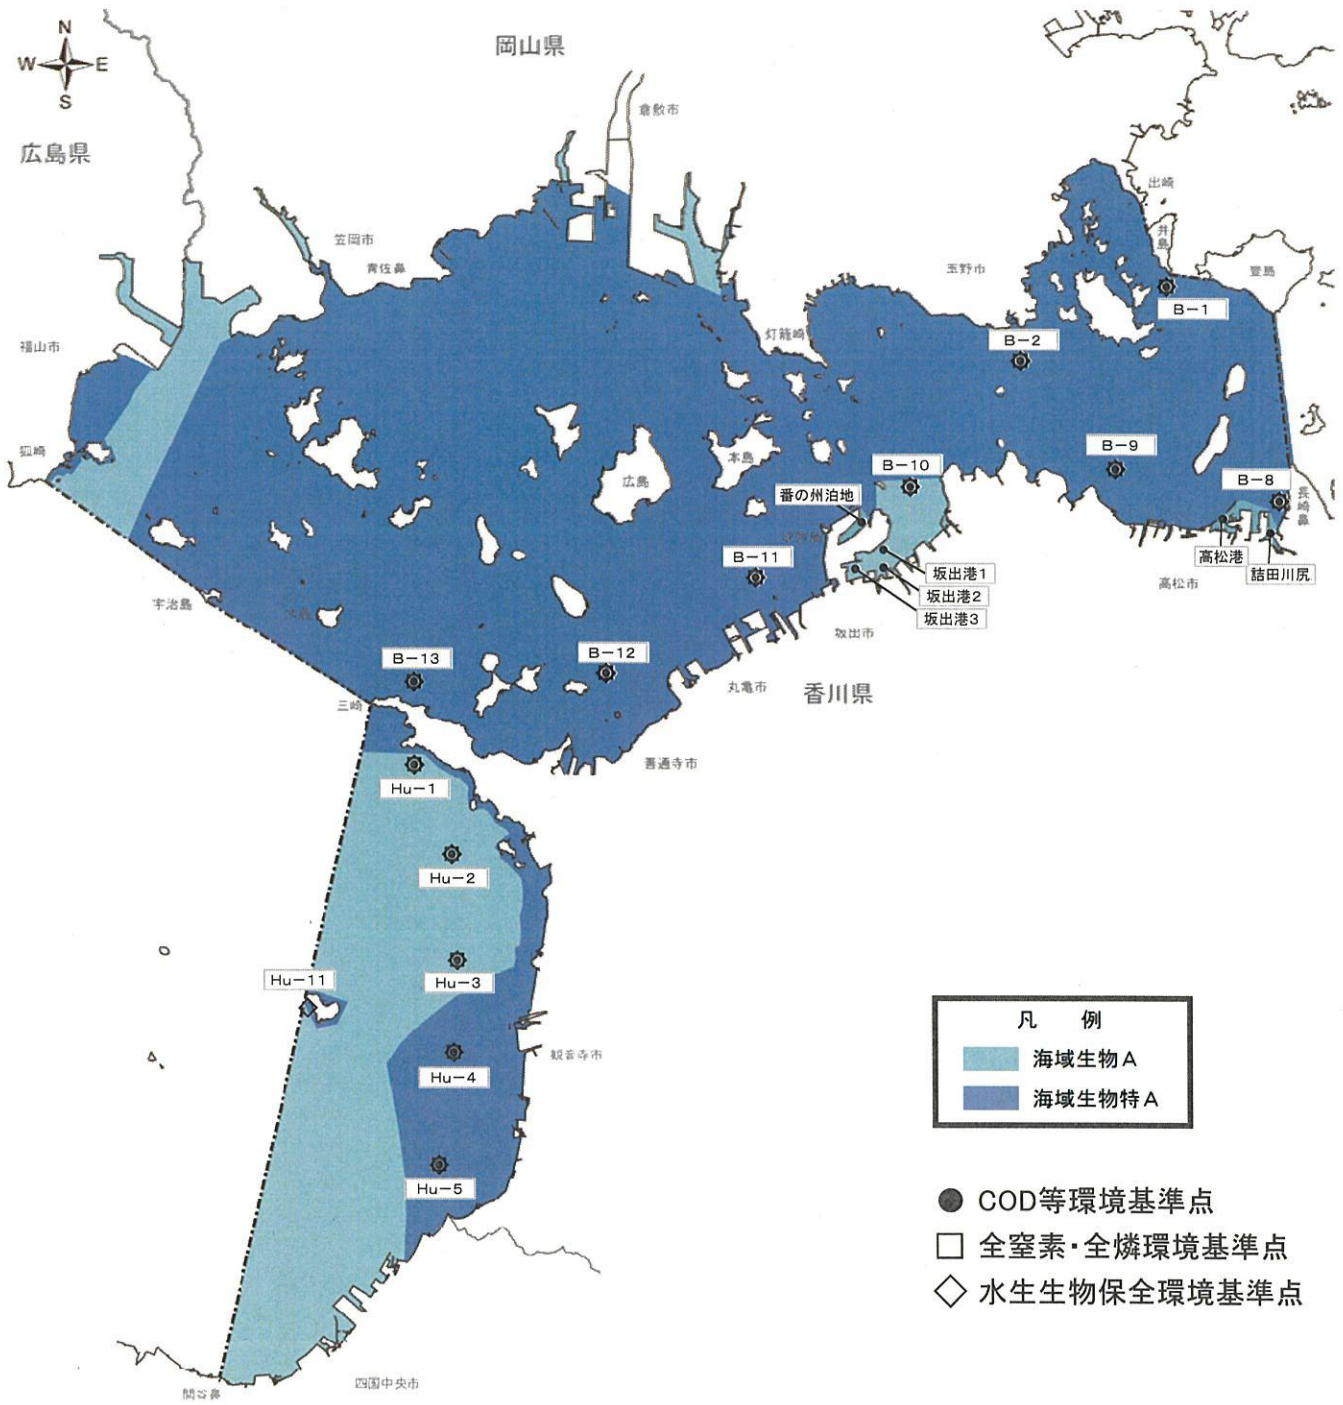 N
W E
S
岡山県
倉敷市
広島県
出崎
井島
豊島
笠岡市
青佐鼻
玉野市
B-1
B-2
灯籠崎
福山市
狐崎
本島
広島
B-9
B-10
B-8
番の州泊地
長崎鼻
高松港
詰田川尻
高松市
B-11
坂出港1
坂出港2
坂出港3
坂出市
宇治島
B-13
B-12
丸亀市
香川県
三崎
善通寺市
Hu-1
Hu-2
Hu-3
Hu-11
Hu-4
観音寺市
Hu-5
凡 例
海域生物A
海域生物特A
COD等環境基準点
全窒素・全燐環境基準点
水生生物保全環境基準点
関谷鼻
四国中央市